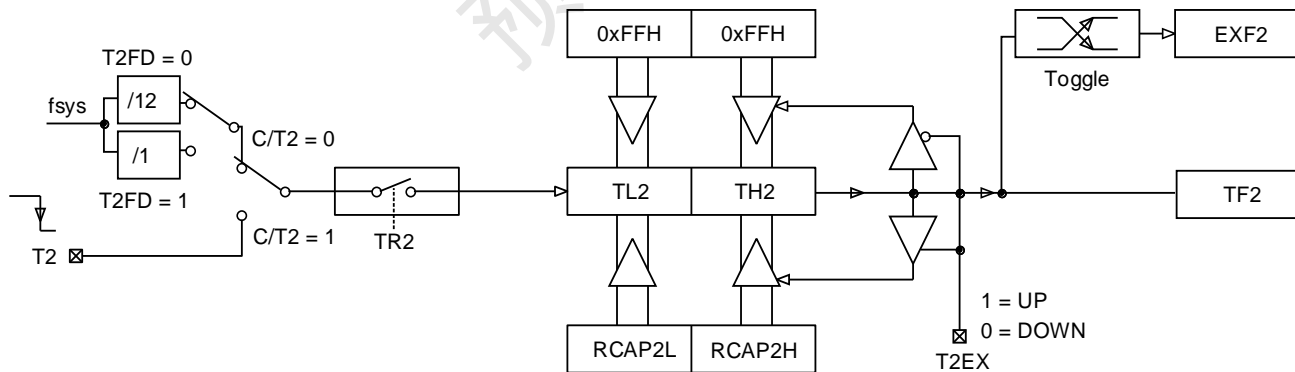 预
0xFFH 0xFFH
EXF2
T2FD = 0
Toggle
fsys
/12
C/T2 = 0
/1
TL2 TH2
TF2
T2FD = 1
C/T2 = 1
TR2
T2
1 = UP
0 = DOWN
RCAP2L RCAP2H
T2EX